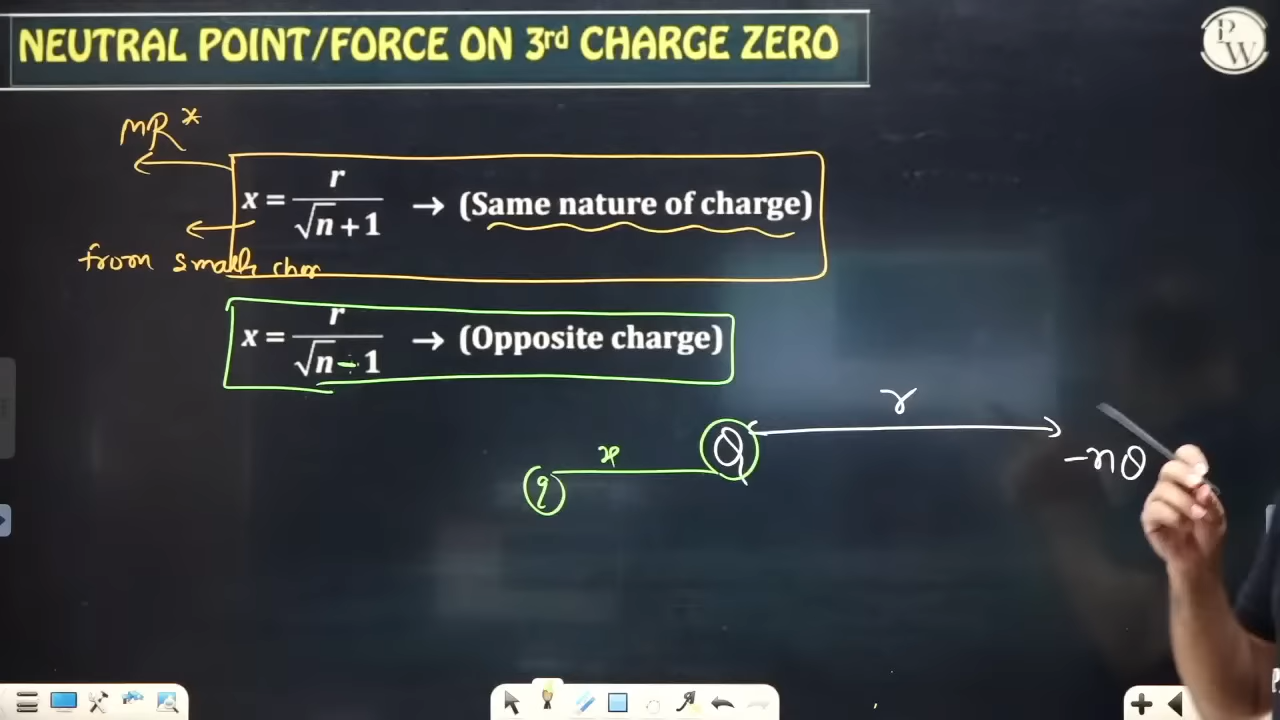 NEUTRAL POINT/FORCE ON 3rd CHARGE ZERO
PW
MR*
x = r/(√n + 1) → (Same nature of charge)
from small char
x = r/(√n - 1) → (Opposite charge)
r
x
Q
-nQ
q